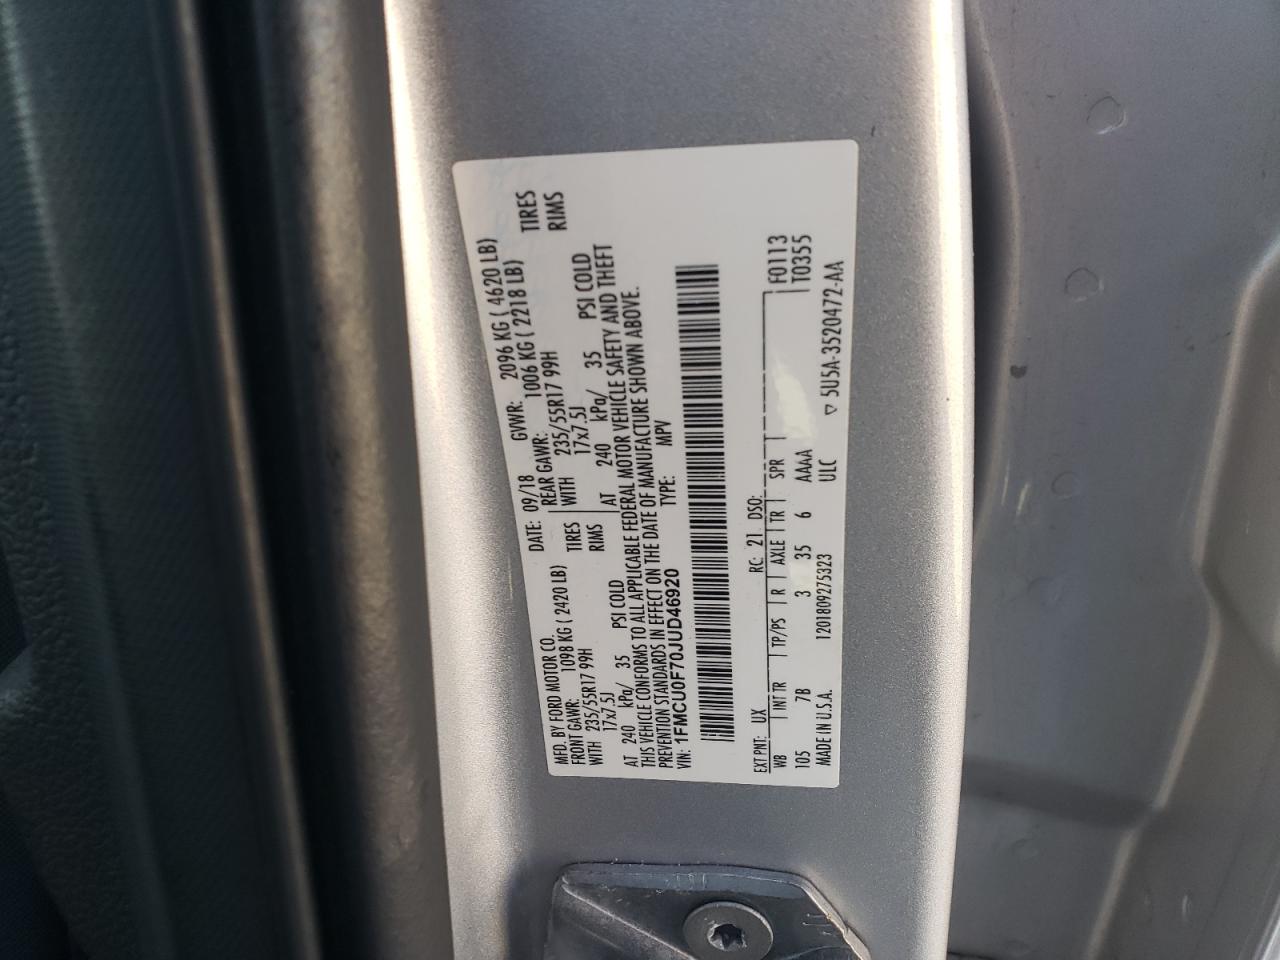 MFD. BY FORD MOTOR CO. DATE: 09/18 GVWR: 2096 KG ( 4620 LB)
FRONT GAWR: 1098 KG ( 2420 LB) REAR GAWR: 1006 KG ( 2218 LB)
WITH 235/55R17 99H TIRES WITH 235/55R17 99H TIRES
17x7.5J RIMS 17x7.5J RIMS
AT 240 kPa/ 35 PSI COLD AT 240 kPa/ 35 PSI COLD
THIS VEHICLE CONFORMS TO ALL APPLICABLE FEDERAL MOTOR VEHICLE SAFETY AND THEFT
PREVENTION STANDARDS IN EFFECT ON THE DATE OF MANUFACTURE SHOWN ABOVE.
VIN: 1FMCU0F70JUD46920 TYPE: MPV
EXT PNT: UX RC: 21 DSO: F0113
WB INT TR TP/PS R AXLE TR SPR T0355
105 7B 3 35 6 AAAA
MADE IN U.S.A. 1201809275323 ULC ▽ 5U5A-3520472-AA